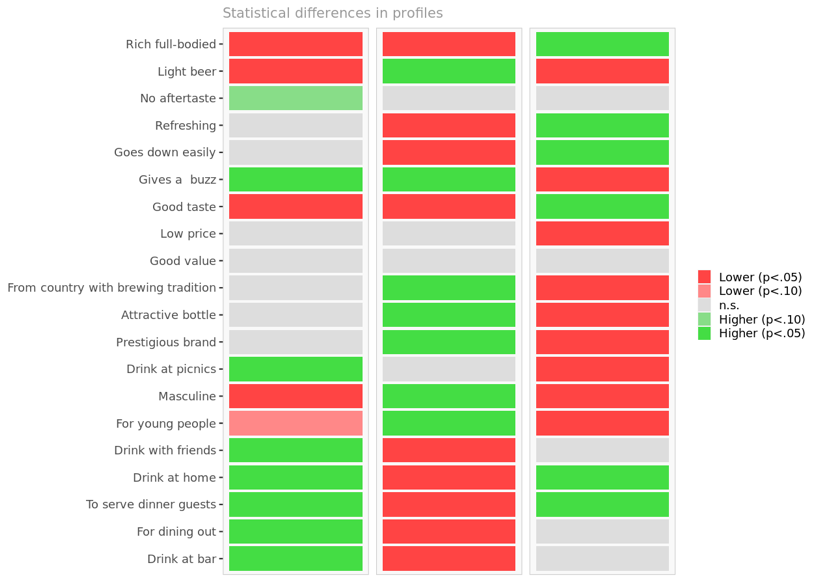 Statistical differences in profiles
Rich full-bodied
Light beer
No aftertaste
Refreshing
Goes down easily
Gives a  buzz
Good taste
Low price
Good value
From country with brewing tradition
Attractive bottle
Prestigious brand
Drink at picnics
Masculine
For young people
Drink with friends
Drink at home
To serve dinner guests
For dining out
Drink at bar
Lower (p<.05)
Lower (p<.10)
n.s.
Higher (p<.10)
Higher (p<.05)